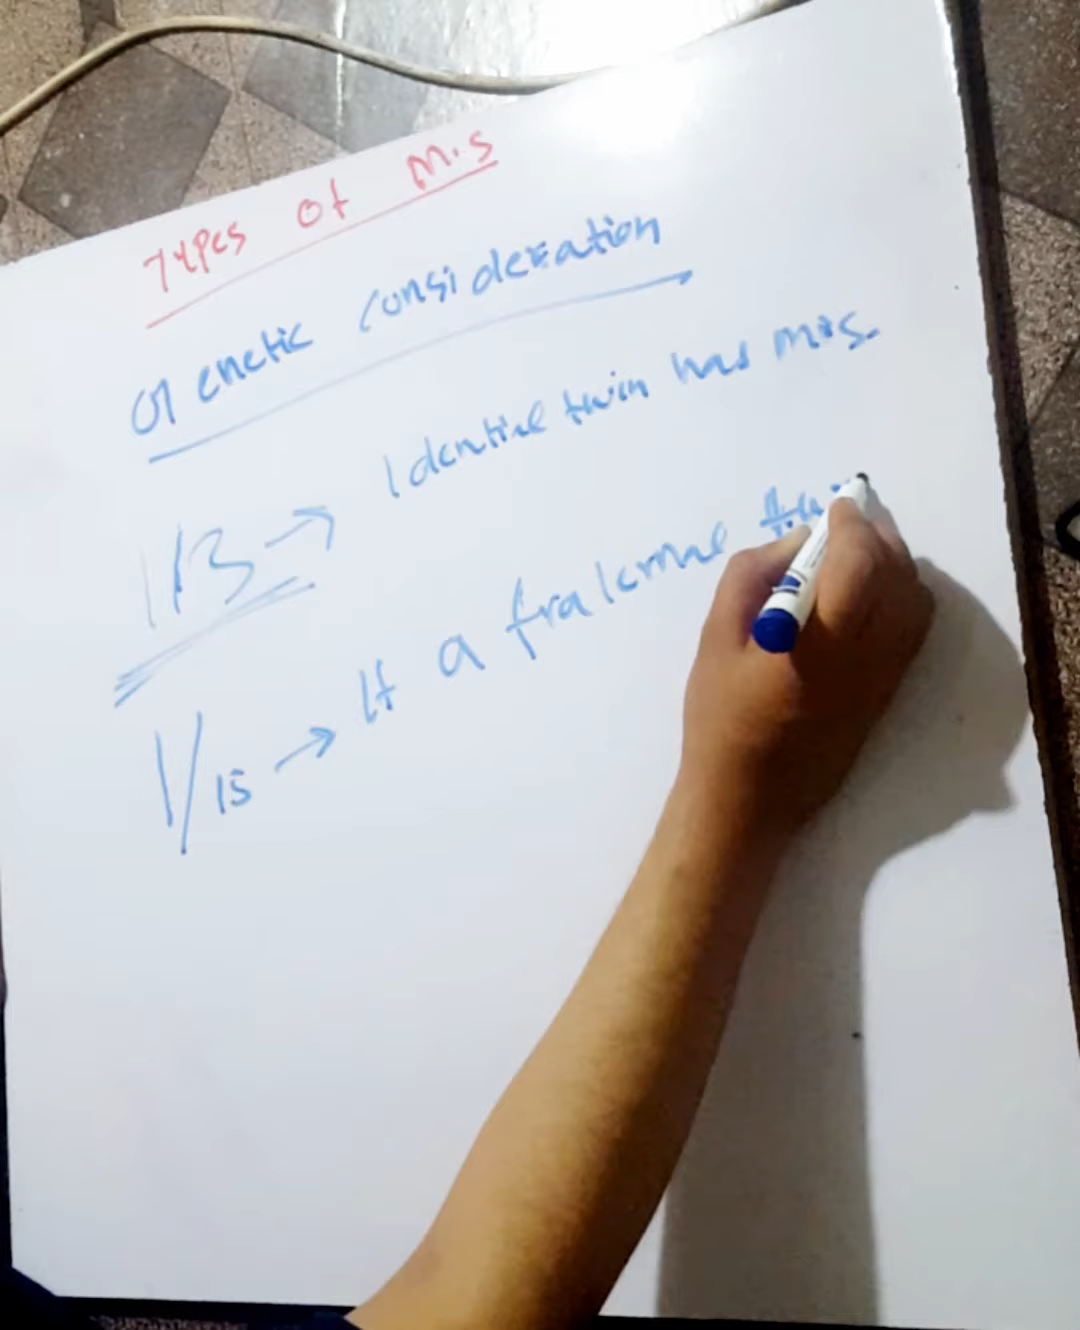 Types of M.S
Genetic consideration
1/3 → Identical twin has m.s.
1/15 → If a fraternal